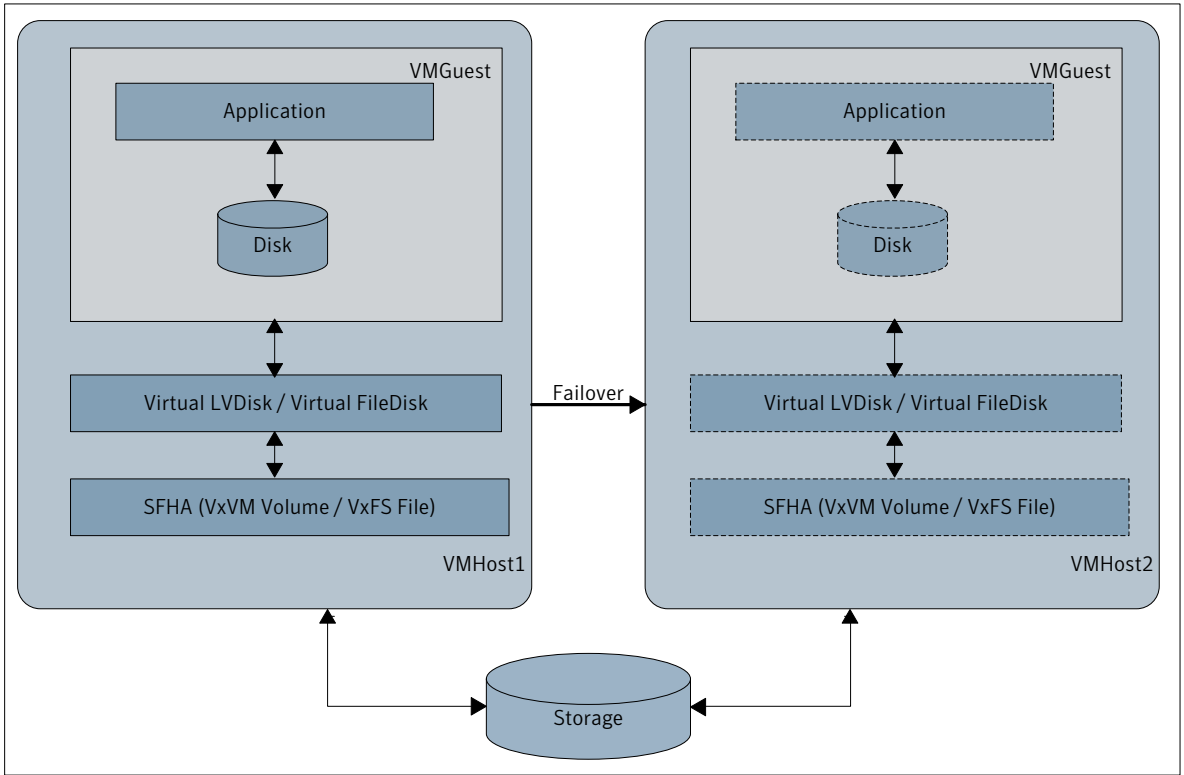 VMGuest
Application
Disk
Virtual LVDisk / Virtual FileDisk
SFHA (VxVM Volume / VxFS File)
VMHost1
Failover
VMGuest
Application
Disk
Virtual LVDisk / Virtual FileDisk
SFHA (VxVM Volume / VxFS File)
VMHost2
Storage